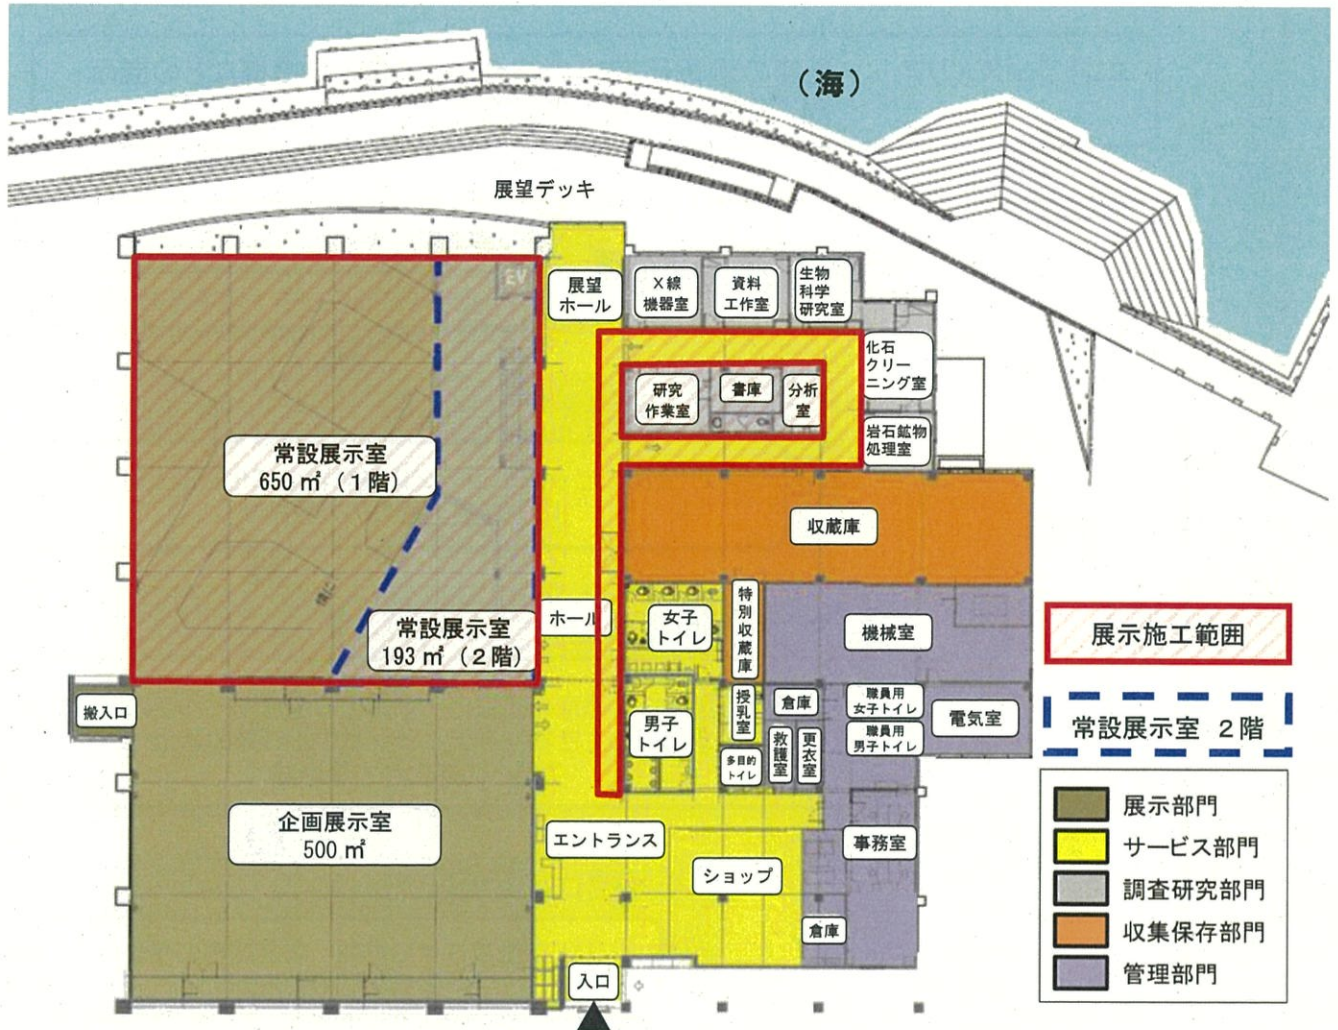 (海)
展望デッキ
EV
展望
ホール
X線
機器室
資料
工作室
生物
科学
研究室
化石
クリー
ニング室
研究
作業室
書庫
分析
室
岩石鉱物
処理室
常設展示室
650 ㎡ (1階)
収蔵庫
常設展示室
193 ㎡ (2階)
ホール
女子
トイレ
特別収蔵庫
機械室
展示施工範囲
搬入口
男子
トイレ
授乳室
倉庫
職員用
女子トイレ
職員用
男子トイレ
電気室
常設展示室 2階
多目的
トイレ
救護室
更衣室
企画展示室
500 ㎡
エントランス
ショップ
事務室
倉庫
入口
展示部門
サービス部門
調査研究部門
収集保存部門
管理部門